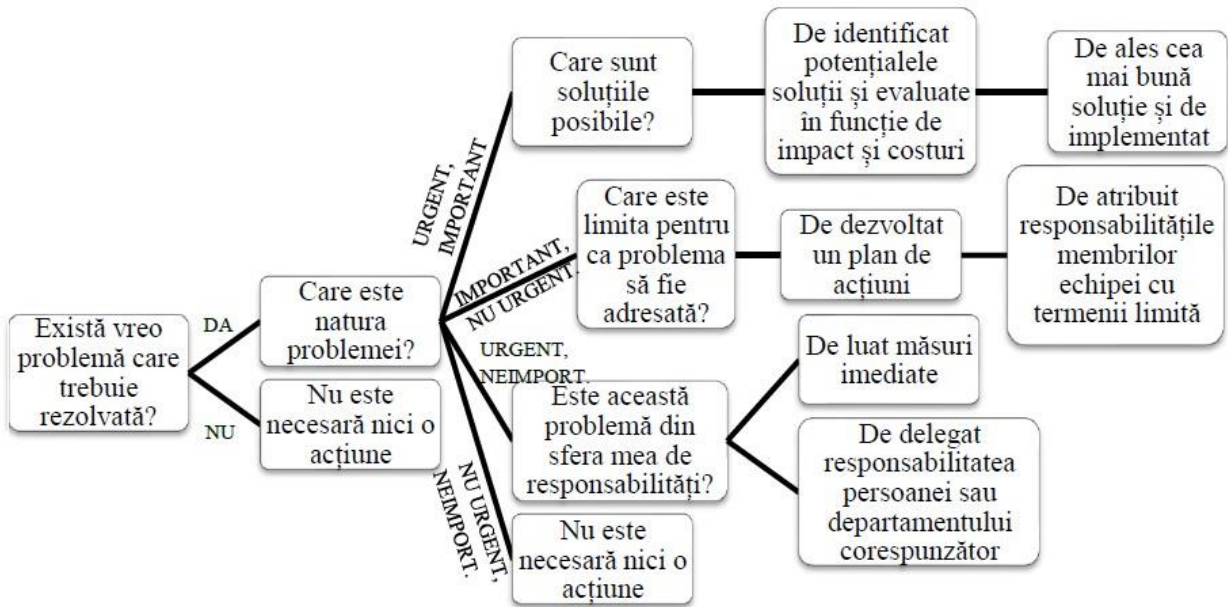 Există vreo
problemă care
trebuie
rezolvată?
DA
NU
Care este
natura
problemei?
Nu este
necesară nici o
acțiune
URGENT,
IMPORTANT
IMPORTANT,
NU URGENT.
URGENT,
NEIMPORT.
NU URGENT,
NEIMPORT.
Care sunt
soluțiile
posibile?
De identificat
potențialele
soluții și evaluate
în funcție de
impact și costuri
De ales cea
mai bună
soluție și de
implementat
Care este
limita pentru
ca problema
să fie
adresată?
De dezvoltat
un plan de
acțiuni
De atribuit
responsabilitățile
membrilor
echipei cu
termenii limită
Este această
problemă din
sfera mea de
responsabilități?
De luat măsuri
imediate
De delegat
responsabilitatea
persoanei sau
departamentului
corespunzător
Nu este
necesară nici o
acțiune